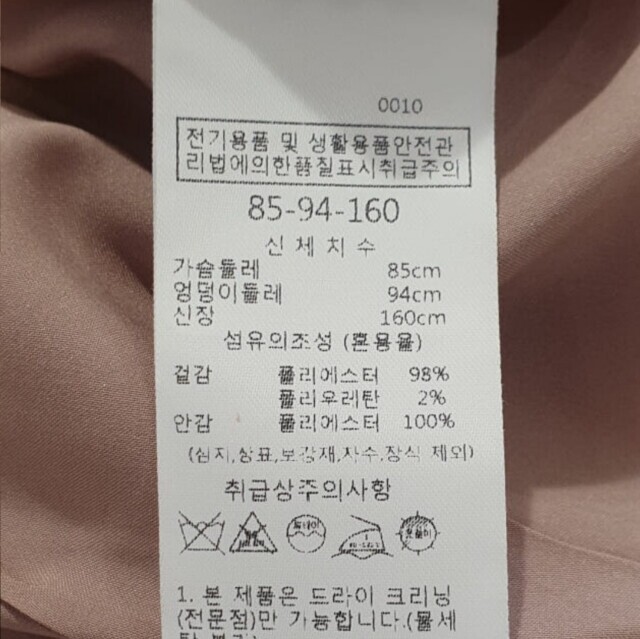 0010
전기용품 및 생활용품안전관
리법에의한품질표시취급주의
85-94-160
신 체 치 수
가슴둘레 85cm
엉덩이둘레 94cm
신장 160cm
섬유의조성 (혼용율)
겉감 폴리에스터 98%
폴리우레탄 2%
안감 폴리에스터 100%
(심지,상표,보강재,자수,장식 제외)
취급상주의사항
드라이
1. 본 제품은 드라이 크리닝
(전문점)만 가능합니다.(물세